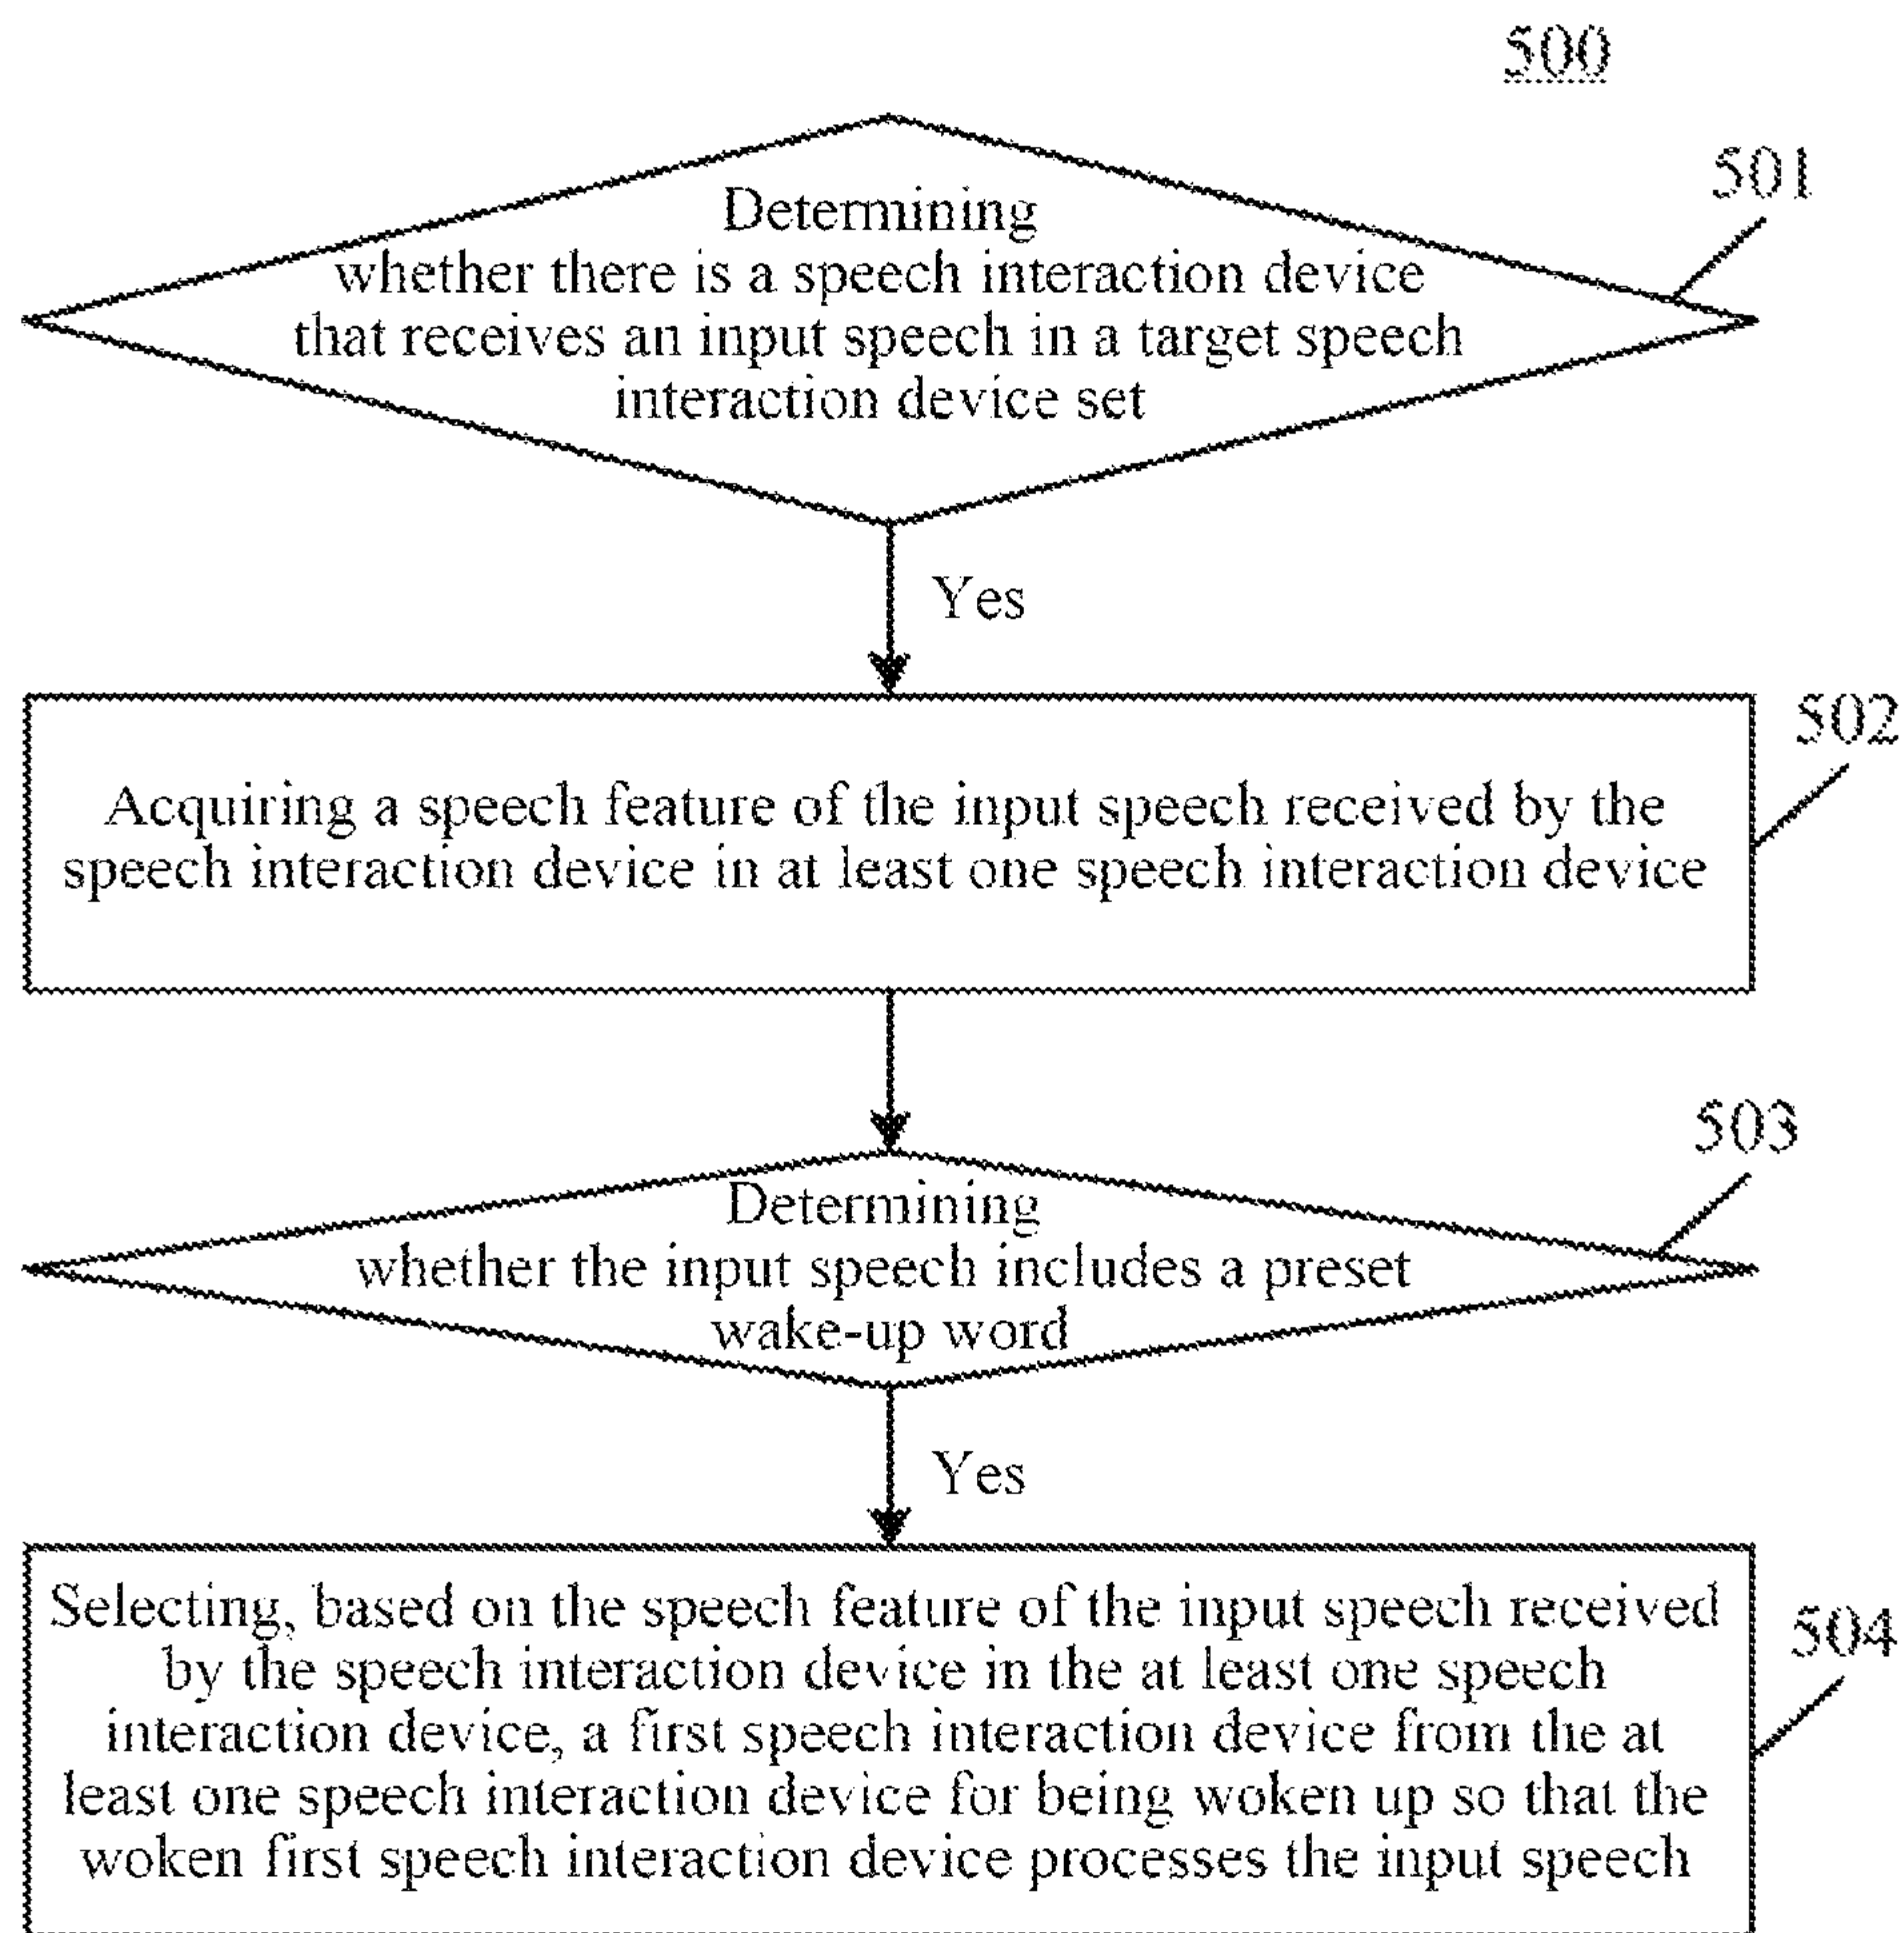 500
501
Determining
whether there is a speech interaction device
that receives an input speech in a target speech
interaction device set
Yes
502
Acquiring a speech feature of the input speech received by the
speech interaction device in at least one speech interaction device
503
Determining
whether the input speech includes a preset
wake-up word
Yes
504
Selecting, based on the speech feature of the input speech received
by the speech interaction device in the at least one speech
interaction device, a first speech interaction device from the at
least one speech interaction device for being woken up so that the
woken first speech interaction device processes the input speech